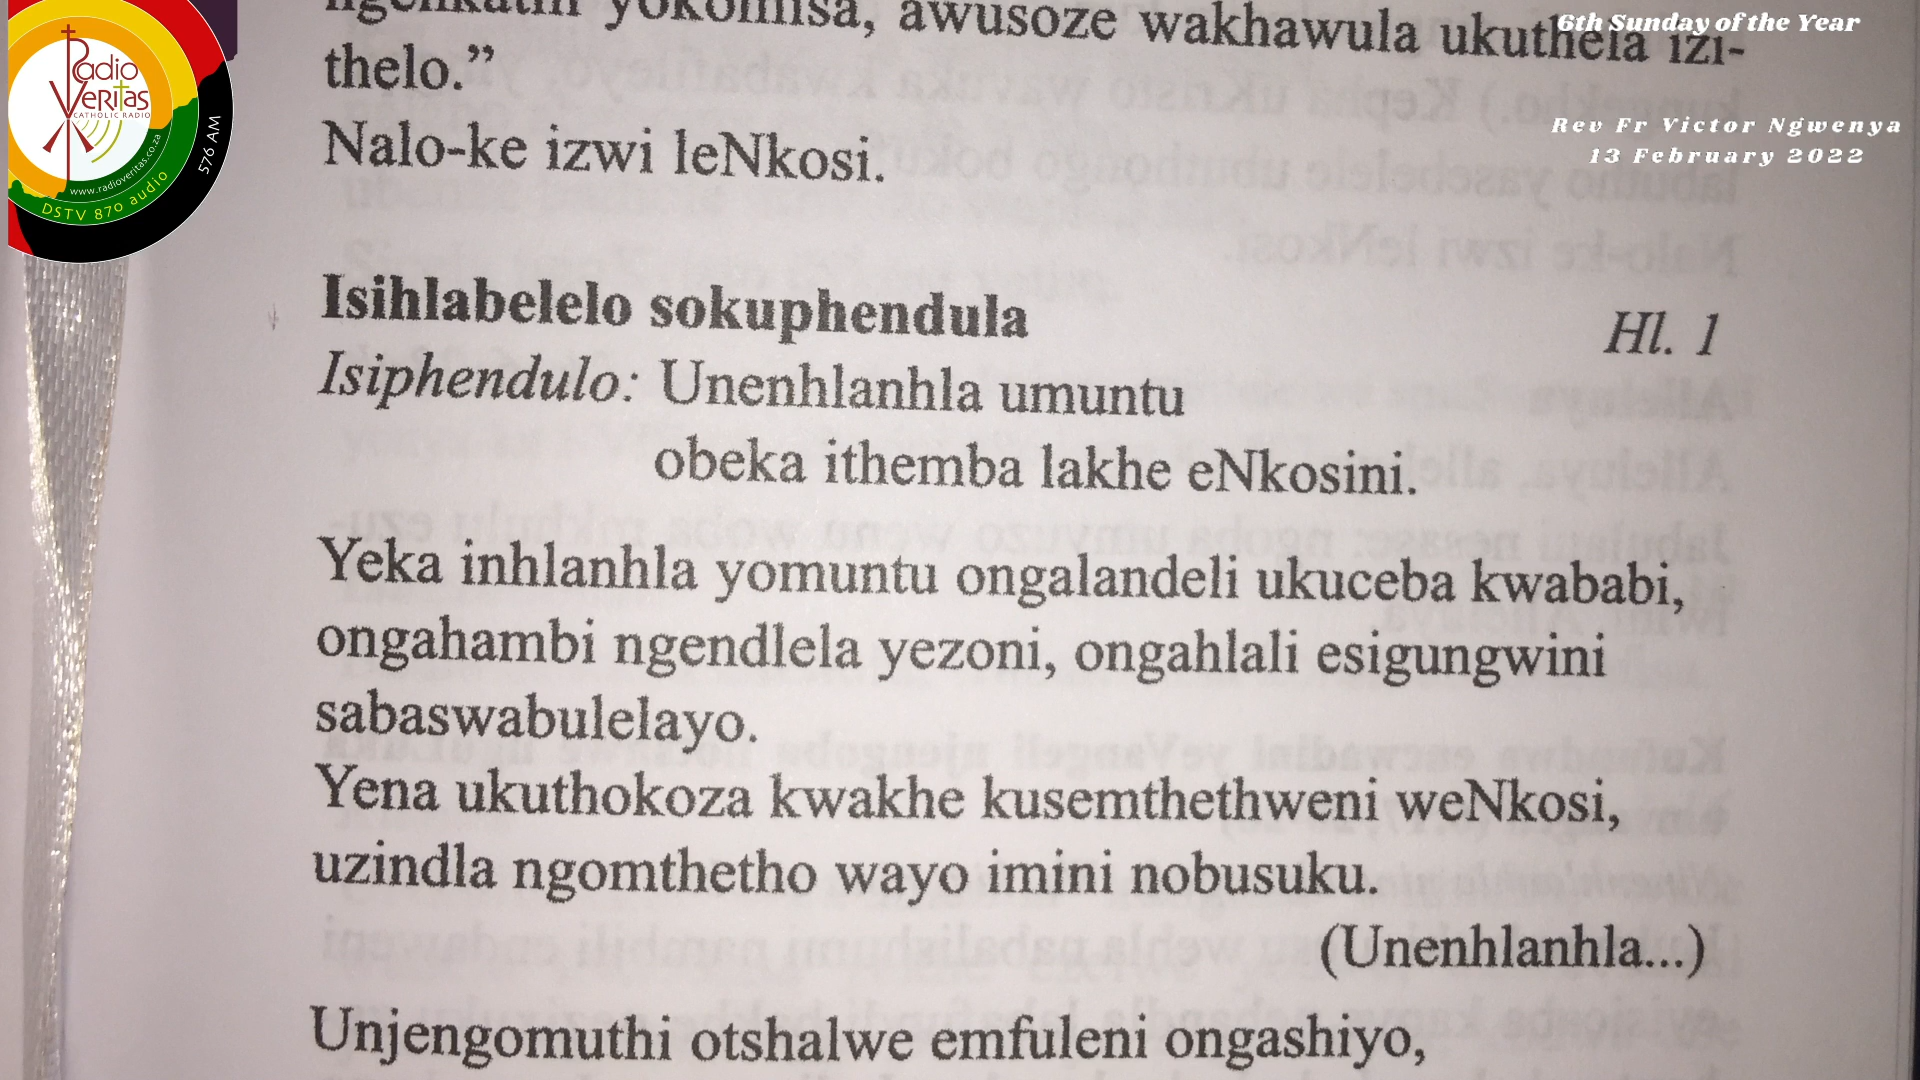 6th Sunday of the Year
Rev Fr Victor Ngwenya
13 February 2022
Radio
Veritas
CATHOLIC RADIO
www.radioveritas.co.za
DSTV 870 audio
576 AM
yokomisa, awusoze wakhawula ukuthela izi-
thelo.”
Nalo-ke izwi leNkosi.
Isihlabelelo sokuphendula Hl. 1
Isiphendulo: Unenhlanhla umuntu
obeka ithemba lakhe eNkosini.
Yeka inhlanhla yomuntu ongalandeli ukuceba kwababi,
ongahambi ngendlela yezoni, ongahlali esigungwini
sabaswabulelayo.
Yena ukuthokoza kwakhe kusemthethweni weNkosi,
uzindla ngomthetho wayo imini nobusuku.
(Unenhlanhla...)
Unjengomuthi otshalwe emfuleni ongashiyo,